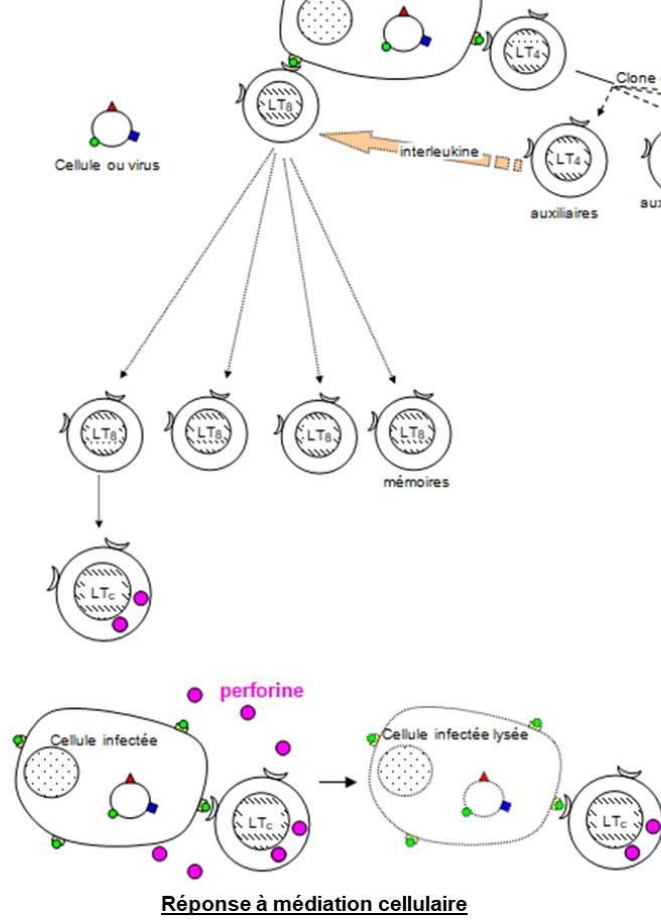 LT4
LT8
Clone
Cellule ou virus
interleukine
LT4
auxiliaires
LT8
LT8
LT8
LT8
mémoires
LTc
perforine
Cellule infectée
Cellule infectée lysée
LTc
LTc
Réponse à médiation cellulaire